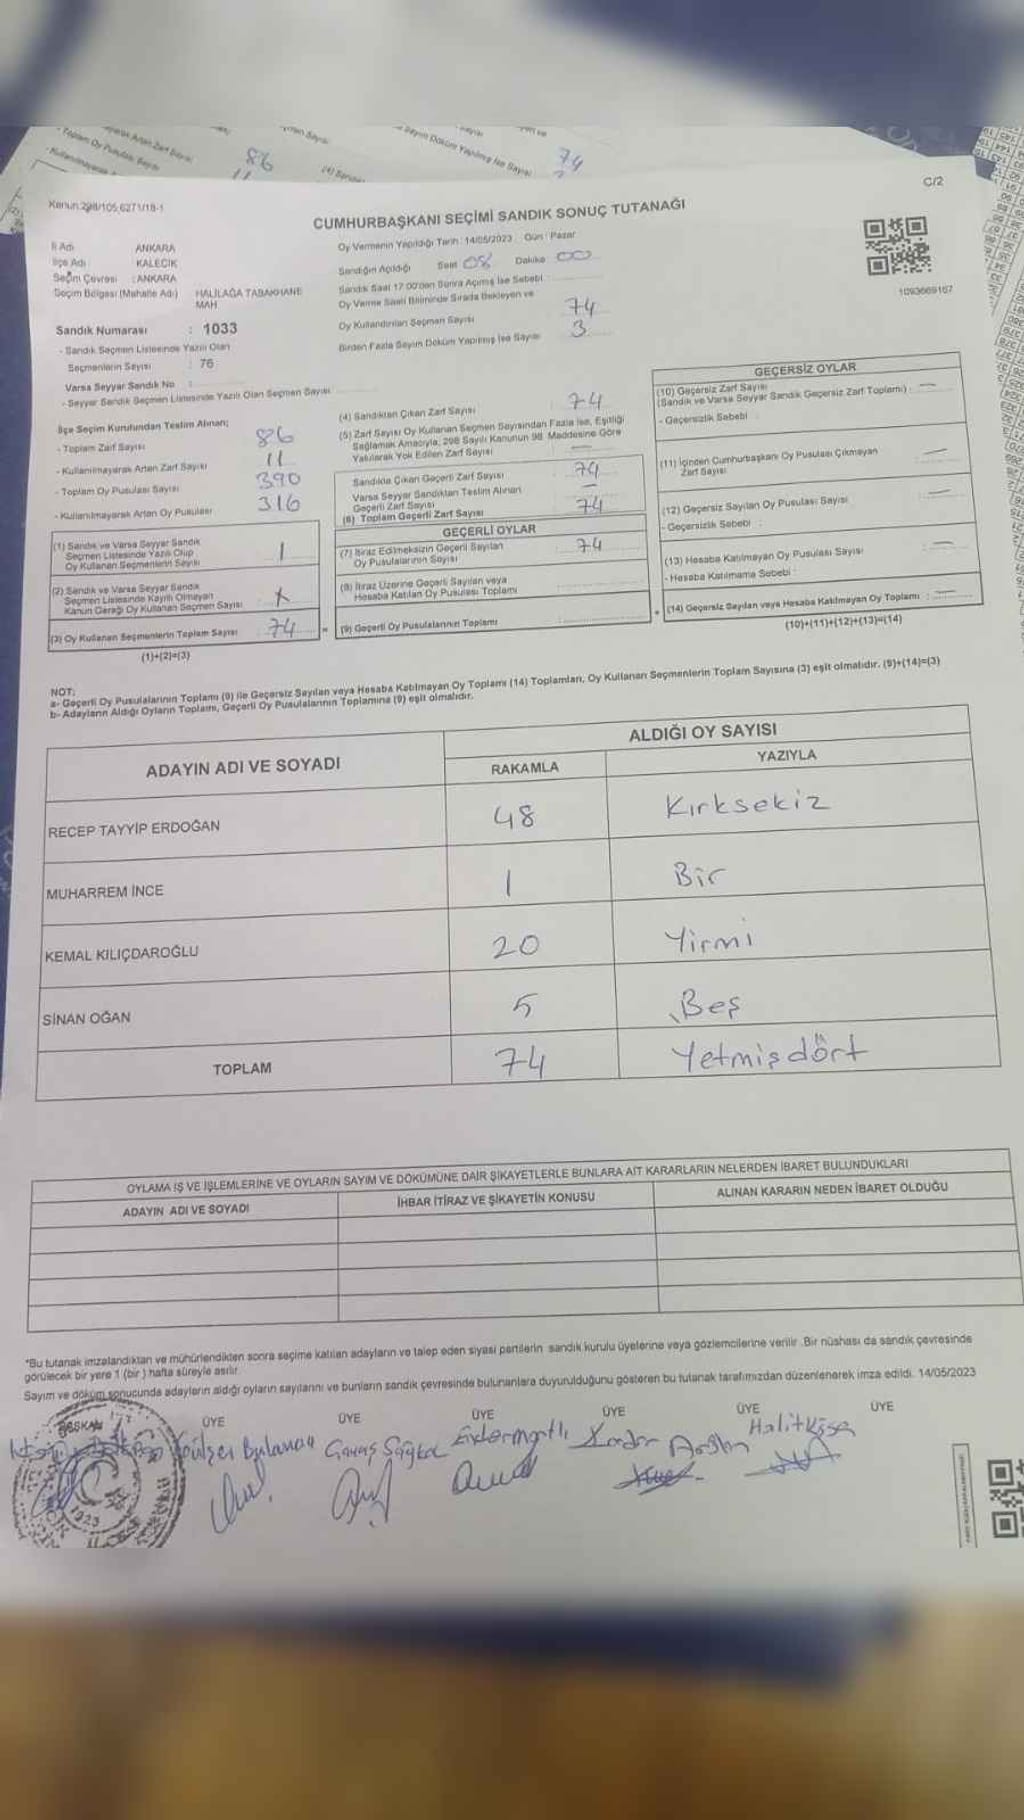 86
74
Kanun:298/105,6271/18-1
C/2
CUMHURBAŞKANI SEÇİMİ SANDIK SONUÇ TUTANAĞI
İl Adı ANKARA
İlçe Adı KALECİK
Seçim Çevresi : ANKARA
Seçim Bölgesi (Mahalle Adı) HALİLAĞA TABAKHANE MAH
Sandık Numarası : 1033
- Sandık Seçmen Listesinde Yazılı Olan
Seçmenlerin Sayısı : 76
Varsa Seyyar Sandık No :
- Seyyar Sandık Seçmen Listesinde Yazılı Olan Seçmen Sayısı
Oy Vermenin Yapıldığı Tarih : 14/05/2023 Gün : Pazar
Sandığın Açıldığı Saat 08 Dakika 00
Sandık Saat 17.00'den Sonra Açmış İse Sebebi :
Oy Verme Saati Bitiminde Sırada Bekleyen ve
Oy Kullandırılan Seçmen Sayısı 74
Birden Fazla Sayım Döküm Yapılmış İse Sayısı 3
1093669167
İlçe Seçim Kurulundan Teslim Alınan;
- Toplam Zarf Sayısı 86
- Kullanılmayarak Artan Zarf Sayısı 11
- Toplam Oy Pusulası Sayısı 390
- Kullanılmayarak Artan Oy Pusulası 316
(1) Sandık ve Varsa Seyyar Sandık
Seçmen Listesinde Yazılı Olup
Oy Kullanan Seçmenlerin Sayısı 1
(2) Sandık ve Varsa Seyyar Sandık
Seçmen Listesinde Kayıtlı Olmayan
Kanun Gereği Oy Kullanan Seçmen Sayısı
(3) Oy Kullanan Seçmenlerin Toplam Sayısı 74 =
(1)+(2)=(3)
(4) Sandıktan Çıkan Zarf Sayısı 74
(5) Zarf Sayısı Oy Kullanan Seçmen Sayısından Fazla ise, Eşitliği
Sağlamak Amacıyla, 298 Sayılı Kanunun 98. Maddesine Göre
Yakılarak Yok Edilen Zarf Sayısı —
Sandıkta Çıkan Geçerli Zarf Sayısı 74
Varsa Seyyar Sandıktan Teslim Alınan
Geçerli Zarf Sayısı —
(6) Toplam Geçerli Zarf Sayısı 74
GEÇERLİ OYLAR
(7) İtiraz Edilmeksizin Geçerli Sayılan
Oy Pusulalarının Sayısı 74
(8) İtiraz Üzerine Geçerli Sayılan veya
Hesaba Katılan Oy Pusulası Toplamı
(9) Geçerli Oy Pusulalarının Toplamı +
GEÇERSİZ OYLAR
(10) Geçersiz Zarf Sayısı
(Sandık ve Varsa Seyyar Sandık Geçersiz Zarf Toplamı) : —
- Geçersizlik Sebebi :
(11) İçinden Cumhurbaşkanı Oy Pusulası Çıkmayan
Zarf Sayısı —
(12) Geçersiz Sayılan Oy Pusulası Sayısı —
- Geçersizlik Sebebi :
(13) Hesaba Katılmayan Oy Pusulası Sayısı —
- Hesaba Katılmama Sebebi :
(14) Geçersiz Sayılan veya Hesaba Katılmayan Oy Toplamı : —
(10)+(11)+(12)+(13)=(14)
NOT:
a- Geçerli Oy Pusulalarının Toplamı (9) ile Geçersiz Sayılan veya Hesaba Katılmayan Oy Toplamı (14) Toplamları, Oy Kullanan Seçmenlerin Toplam Sayısına (3) eşit olmalıdır. (9)+(14)=(3)
b- Adayların Aldığı Oyların Toplamı, Geçerli Oy Pusulalarının Toplamına (9) eşit olmalıdır.
ADAYIN ADI VE SOYADI ALDIĞI OY SAYISI
RAKAMLA YAZIYLA
RECEP TAYYİP ERDOĞAN 48 Kırksekiz
MUHARREM İNCE 1 Bir
KEMAL KILIÇDAROĞLU 20 Yirmi
SİNAN OĞAN 5 Beş
TOPLAM 74 Yetmişdört
OYLAMA İŞ VE İŞLEMLERİNE VE OYLARIN SAYIM VE DÖKÜMÜNE DAİR ŞİKAYETLERLE BUNLARA AİT KARARLARIN NELERDEN İBARET BULUNDUKLARI
ADAYIN ADI VE SOYADI İHBAR İTİRAZ VE ŞİKAYETİN KONUSU ALINAN KARARIN NEDEN İBARET OLDUĞU
*Bu tutanak imzalandıktan ve mühürlendikten sonra seçime katılan adayların ve talep eden siyasi partilerin sandık kurulu üyelerine veya gözlemcilerine verilir. Bir nüshası da sandık çevresinde
görülecek bir yere 1 (bir) hafta süreyle asılır.
Sayım ve döküm sonucunda adayların aldığı oyların sayılarını ve bunların sandık çevresinde bulunanlara duyurulduğunu gösteren bu tutanak tarafımızdan düzenlenerek imza edildi. 14/05/2023
BAŞKAN ÜYE ÜYE ÜYE ÜYE ÜYE ÜYE
Halit Kısa
1923